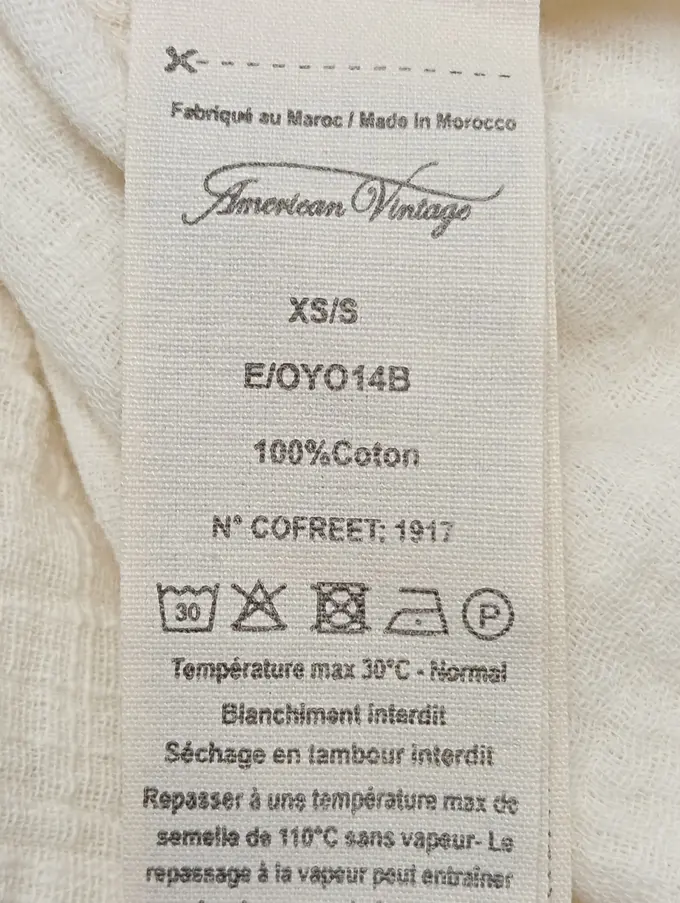 Fabriqué au Maroc / Made in Morocco
American Vintage
XS/S
E/OYO14B
100%Coton
N° COFREET: 1917
30
P
Température max 30°C - Normal
Blanchiment interdit
Séchage en tambour interdit
Repasser à une température max de
semelle de 110°C sans vapeur- Le
repassage à la vapeur peut entraîner